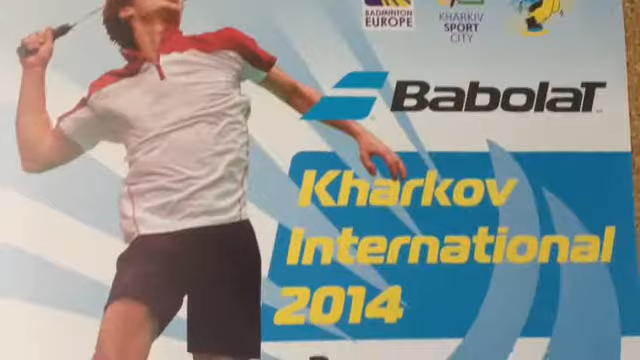 BADMINTON
EUROPE
KHARKIV
SPORT
CITY
BabolaT
Kharkov
International
2014